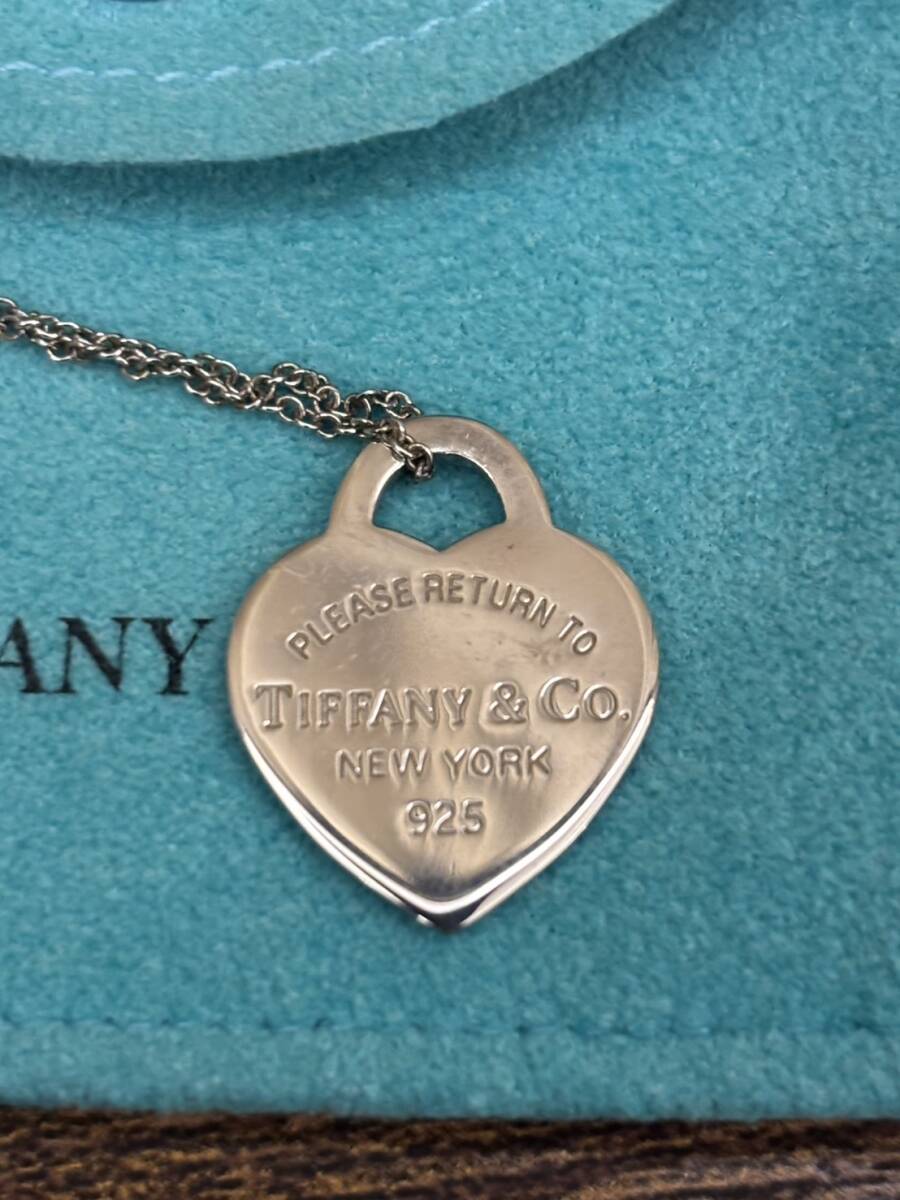 PLEASE RETURN TO
TIFFANY & CO.
NEW YORK
925
ANY